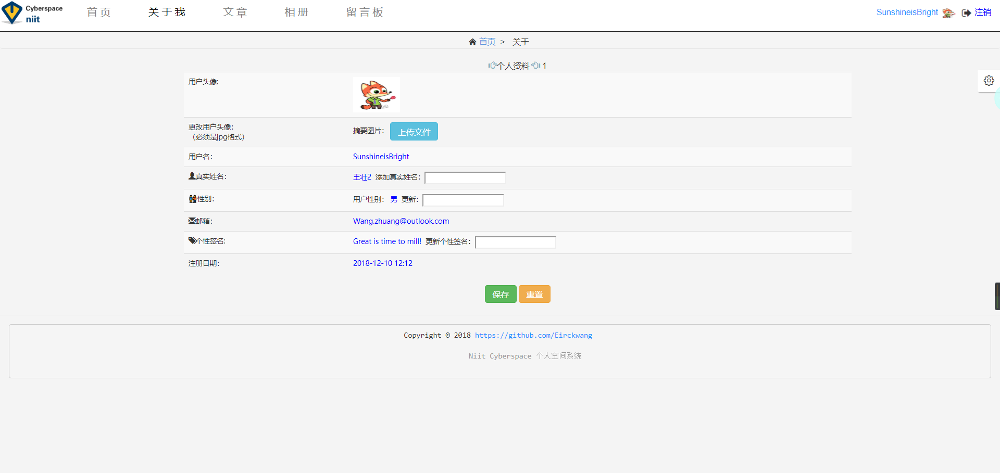 Cyberspace
niit
首页 关于我 文章 相册 留言板 SunshineisBright 注销
首页 > 关于
个人资料 1
用户头像:
更改用户头像: 摘要图片: 上传文件
（必须是jpg格式）
用户名: SunshineisBright
真实姓名: 王壮2 添加真实姓名:
性别: 用户性别: 男 更新:
邮箱: Wang.zhuang@outlook.com
个性签名: Great is time to mill! 更新个性签名:
注册日期: 2018-12-10 12:12
保存 重置
Copyright © 2018 https://github.com/Eirckwang
Niit Cyberspace 个人空间系统